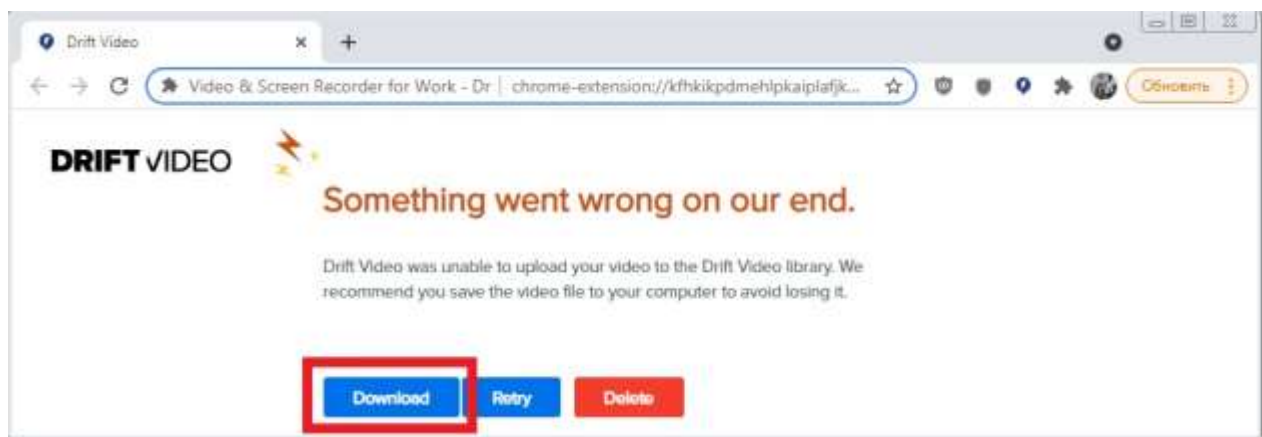 Drift Video
Video & Screen Recorder for Work - Dr | chrome-extension://kfhkikpdmehlpkaiplafjk...
Обновить
DRIFT VIDEO
Something went wrong on our end.
Drift Video was unable to upload your video to the Drift Video library. We
recommend you save the video file to your computer to avoid losing it.
Download
Retry
Delete